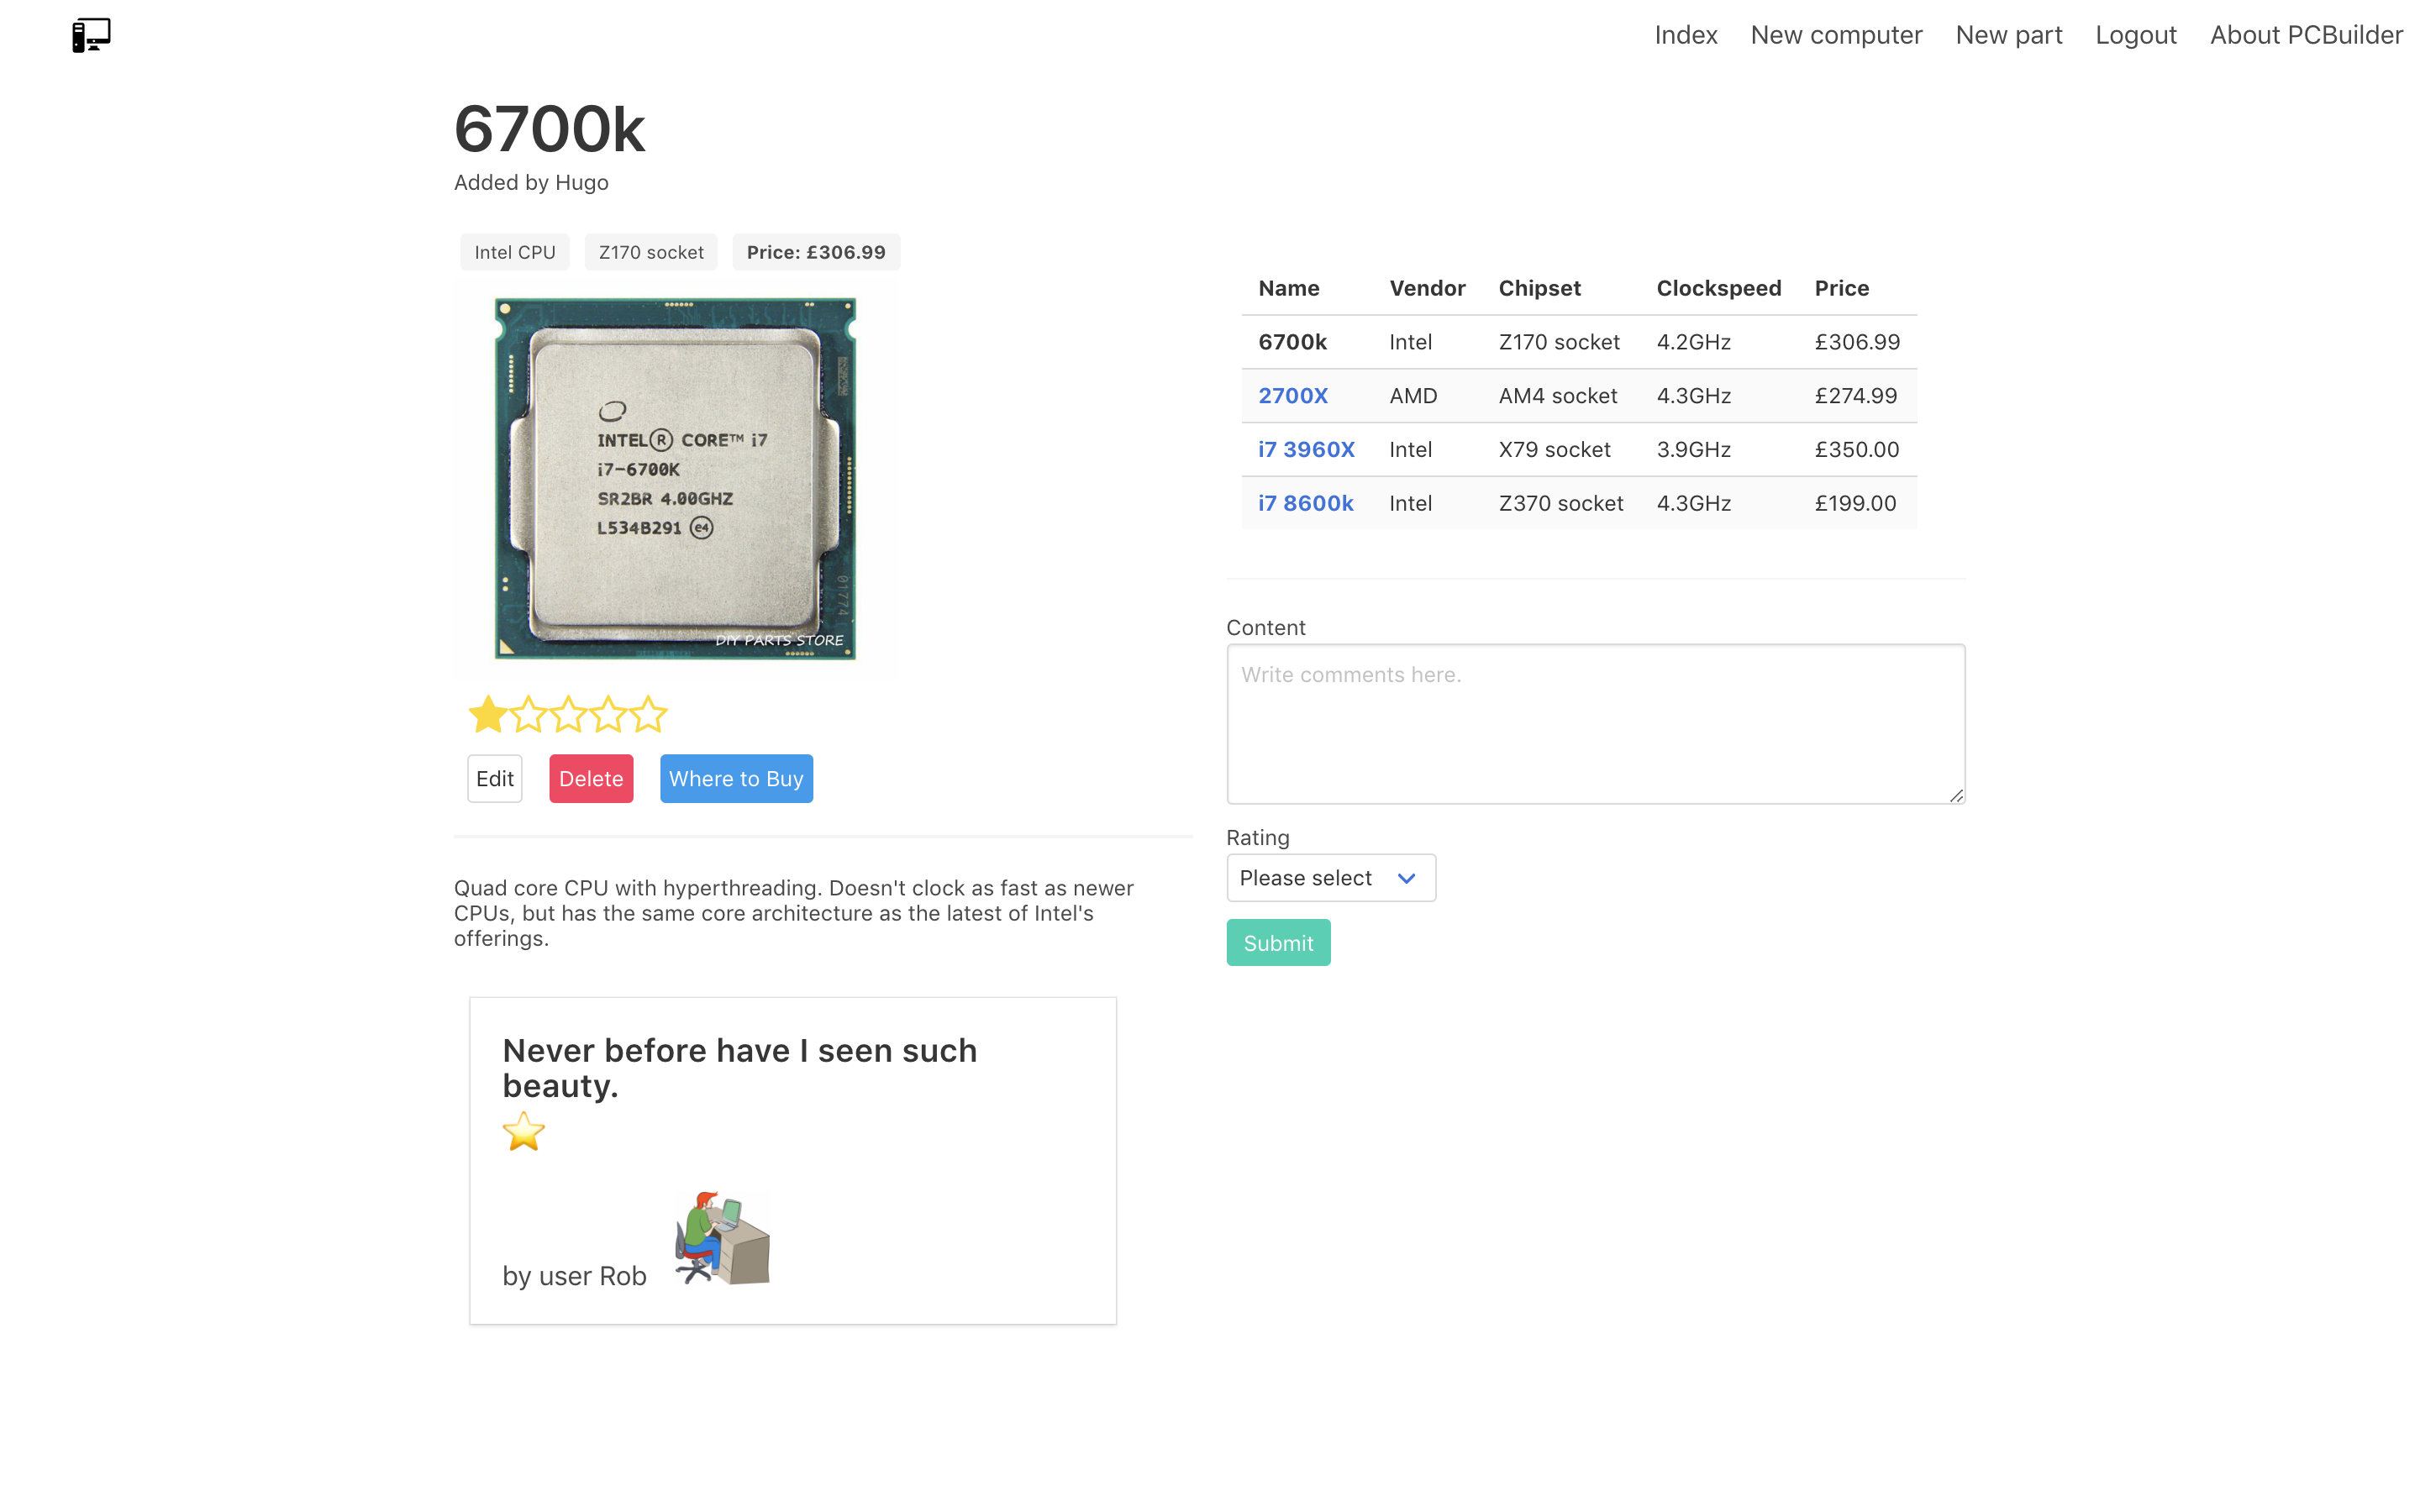 Index New computer New part Logout About PCBuilder
6700k
Added by Hugo
Intel CPU Z170 socket Price: £306.99
INTEL® CORE™ i7
i7-6700K
SR2BR 4.00GHZ
L534B291 e4
01774
DIY PARTS STORE
Edit Delete Where to Buy
Quad core CPU with hyperthreading. Doesn't clock as fast as newer
CPUs, but has the same core architecture as the latest of Intel's
offerings.
Never before have I seen such
beauty.
by user Rob
Name Vendor Chipset Clockspeed Price
6700k Intel Z170 socket 4.2GHz £306.99
2700X AMD AM4 socket 4.3GHz £274.99
i7 3960X Intel X79 socket 3.9GHz £350.00
i7 8600k Intel Z370 socket 4.3GHz £199.00
Content
Write comments here.
Rating
Please select
Submit